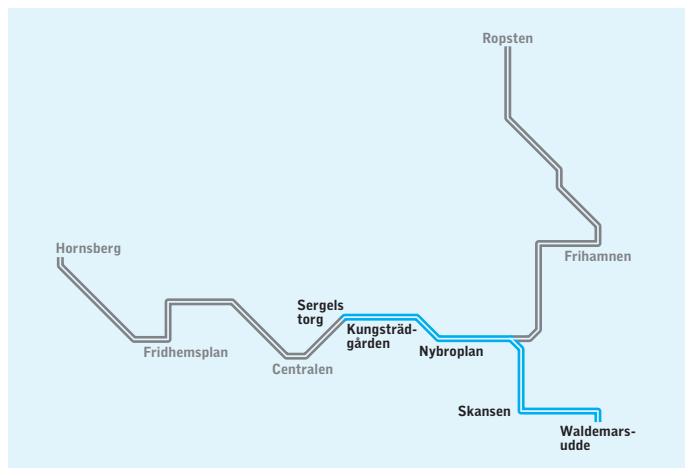 Ropsten
Hornsberg
Frihamnen
Sergels
torg
Kungsträd-
gården
Nybroplan
Fridhemsplan
Centralen
Skansen
Waldemars-
udde